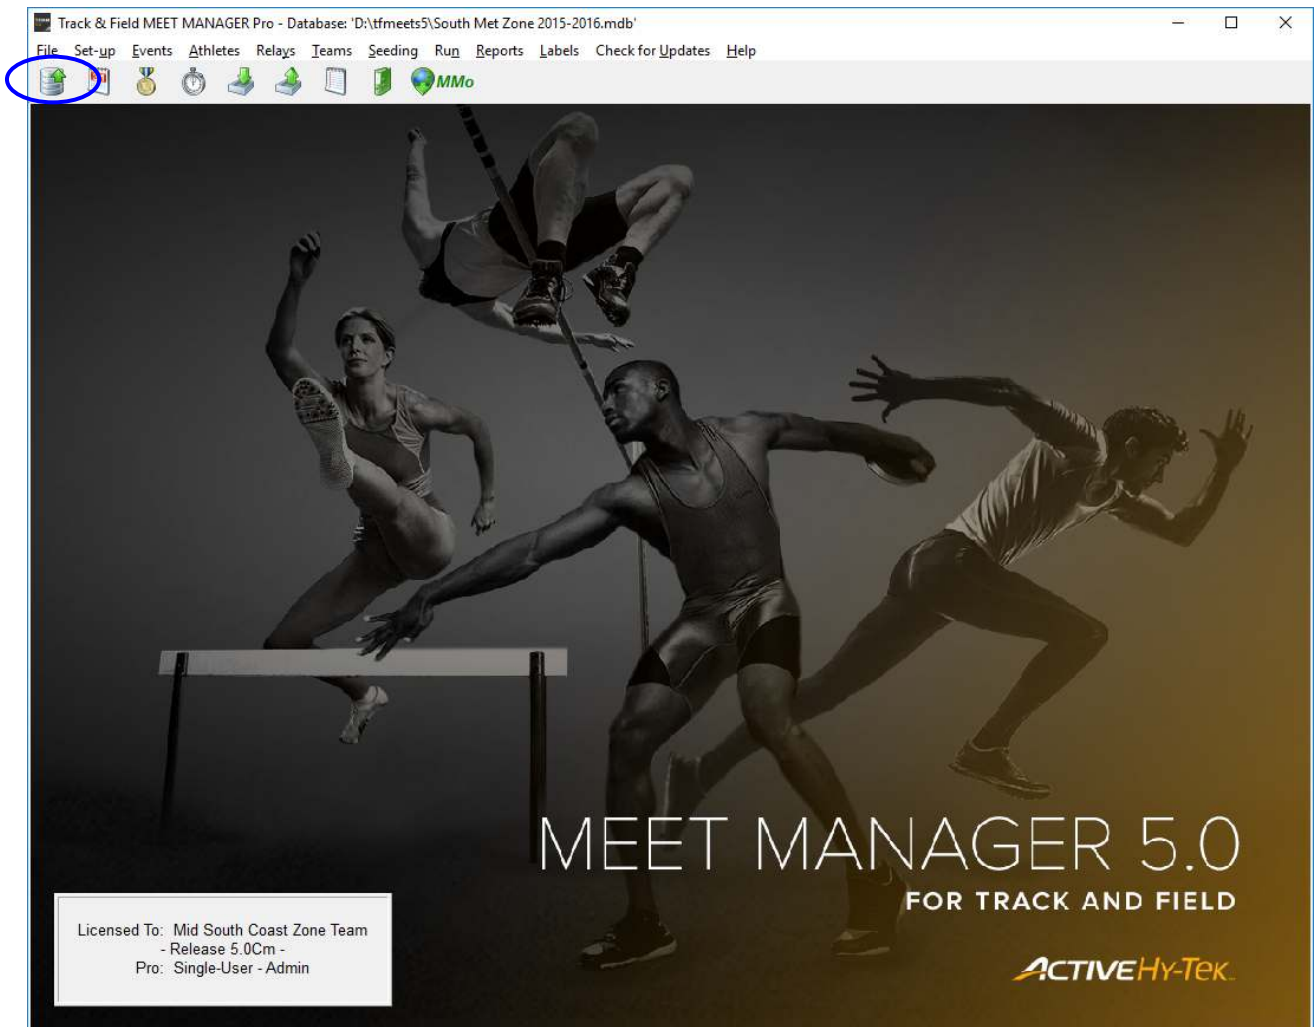 Track & Field MEET MANAGER Pro - Database: 'D:\tfmeets5\South Met Zone 2015-2016.mdb'
File Set-up Events Athletes Relays Teams Seeding Run Reports Labels Check for Updates Help
MMo
MEET MANAGER 5.0
FOR TRACK AND FIELD
Licensed To: Mid South Coast Zone Team
- Release 5.0Cm -
Pro: Single-User - Admin
ACTIVE HY-TEK